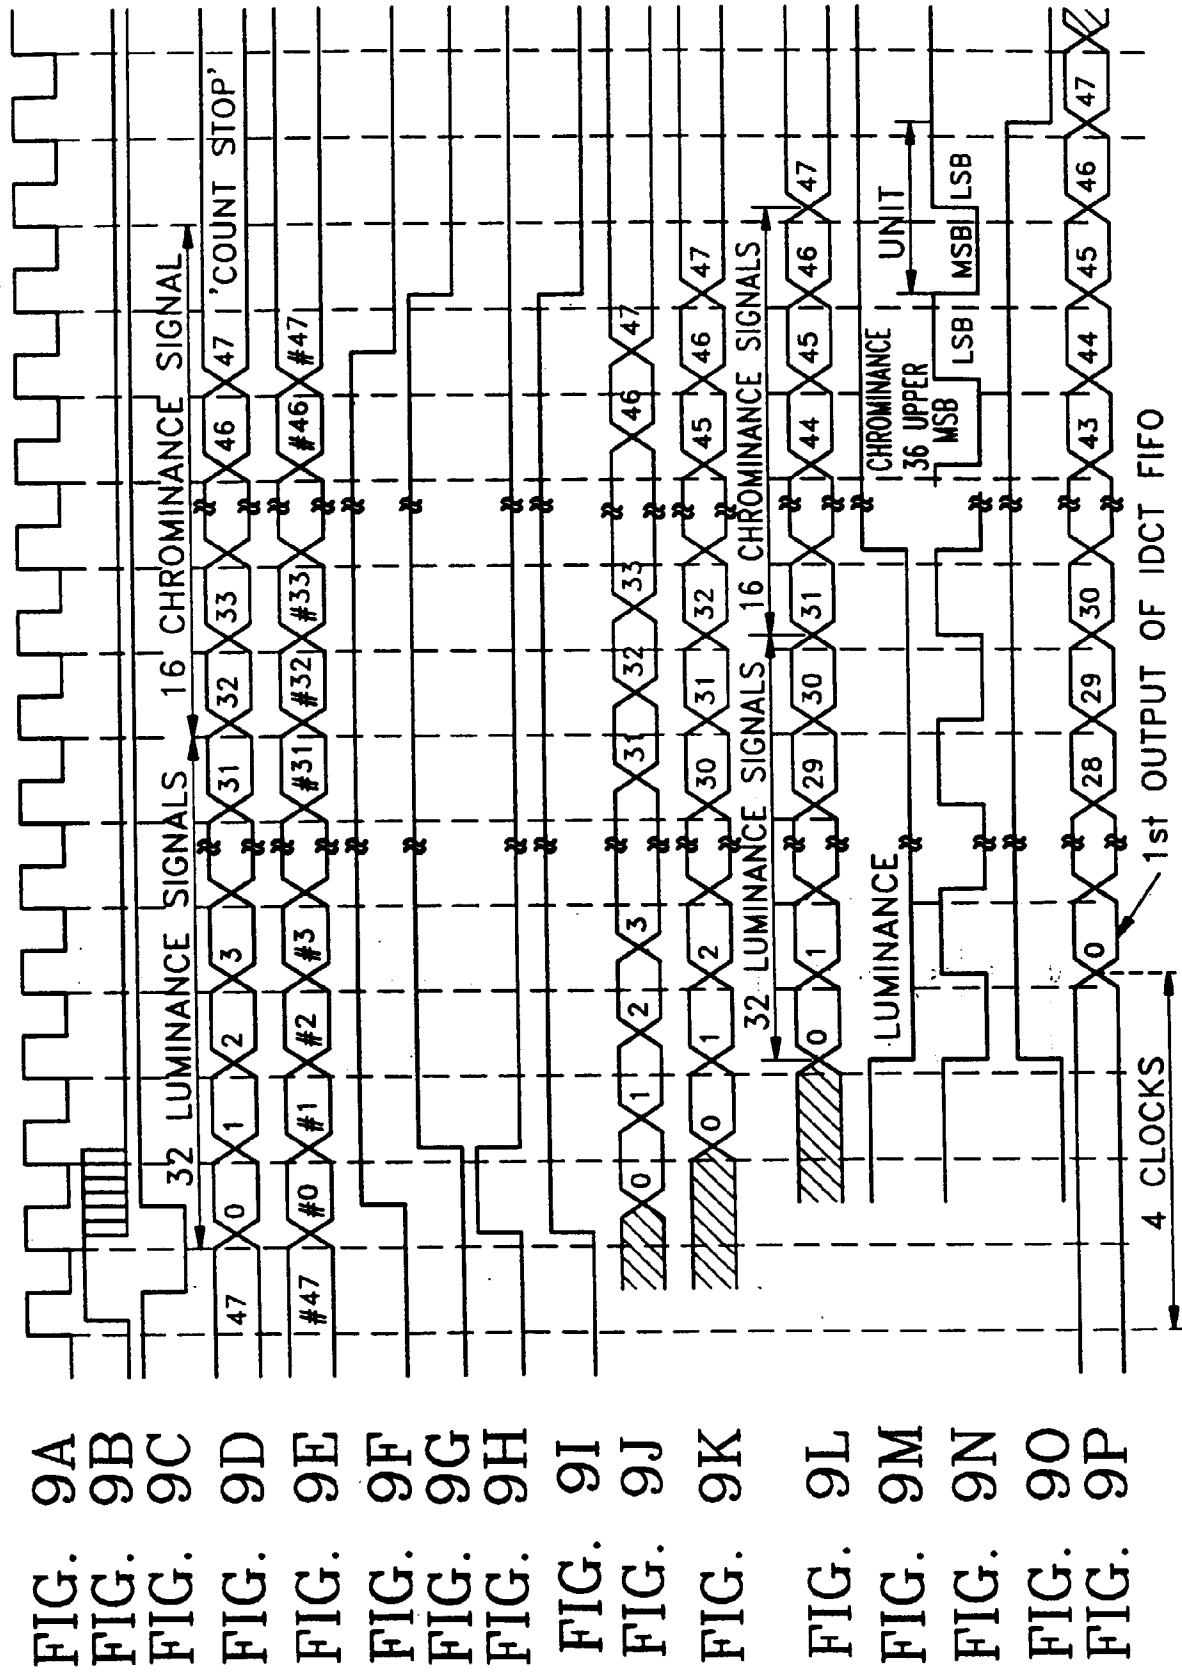 FIG. 9A
FIG. 9B
FIG. 9C
32 LUMINANCE SIGNALS
16 CHROMINANCE SIGNAL
FIG. 9D
47 0 1 2 3 31 32 33 46 47 'COUNT STOP'
FIG. 9E
#47 #0 #1 #2 #3 #31 #32 #33 #46 #47
FIG. 9F
FIG. 9G
FIG. 9H
FIG. 9I
FIG. 9J
0 1 2 3 31 32 33 46 47
FIG. 9K
0 1 2 30 31 32 45 46 47
32 LUMINANCE SIGNALS
16 CHROMINANCE SIGNALS
FIG. 9L
0 1 29 30 31 44 45 46 47
FIG. 9M
LUMINANCE
CHROMINANCE
36 UPPER
MSB
LSB
UNIT
MSB
LSB
FIG. 9N
FIG. 9O
FIG. 9P
0 28 29 30 43 44 45 46 47
4 CLOCKS
1st OUTPUT OF IDCT FIFO